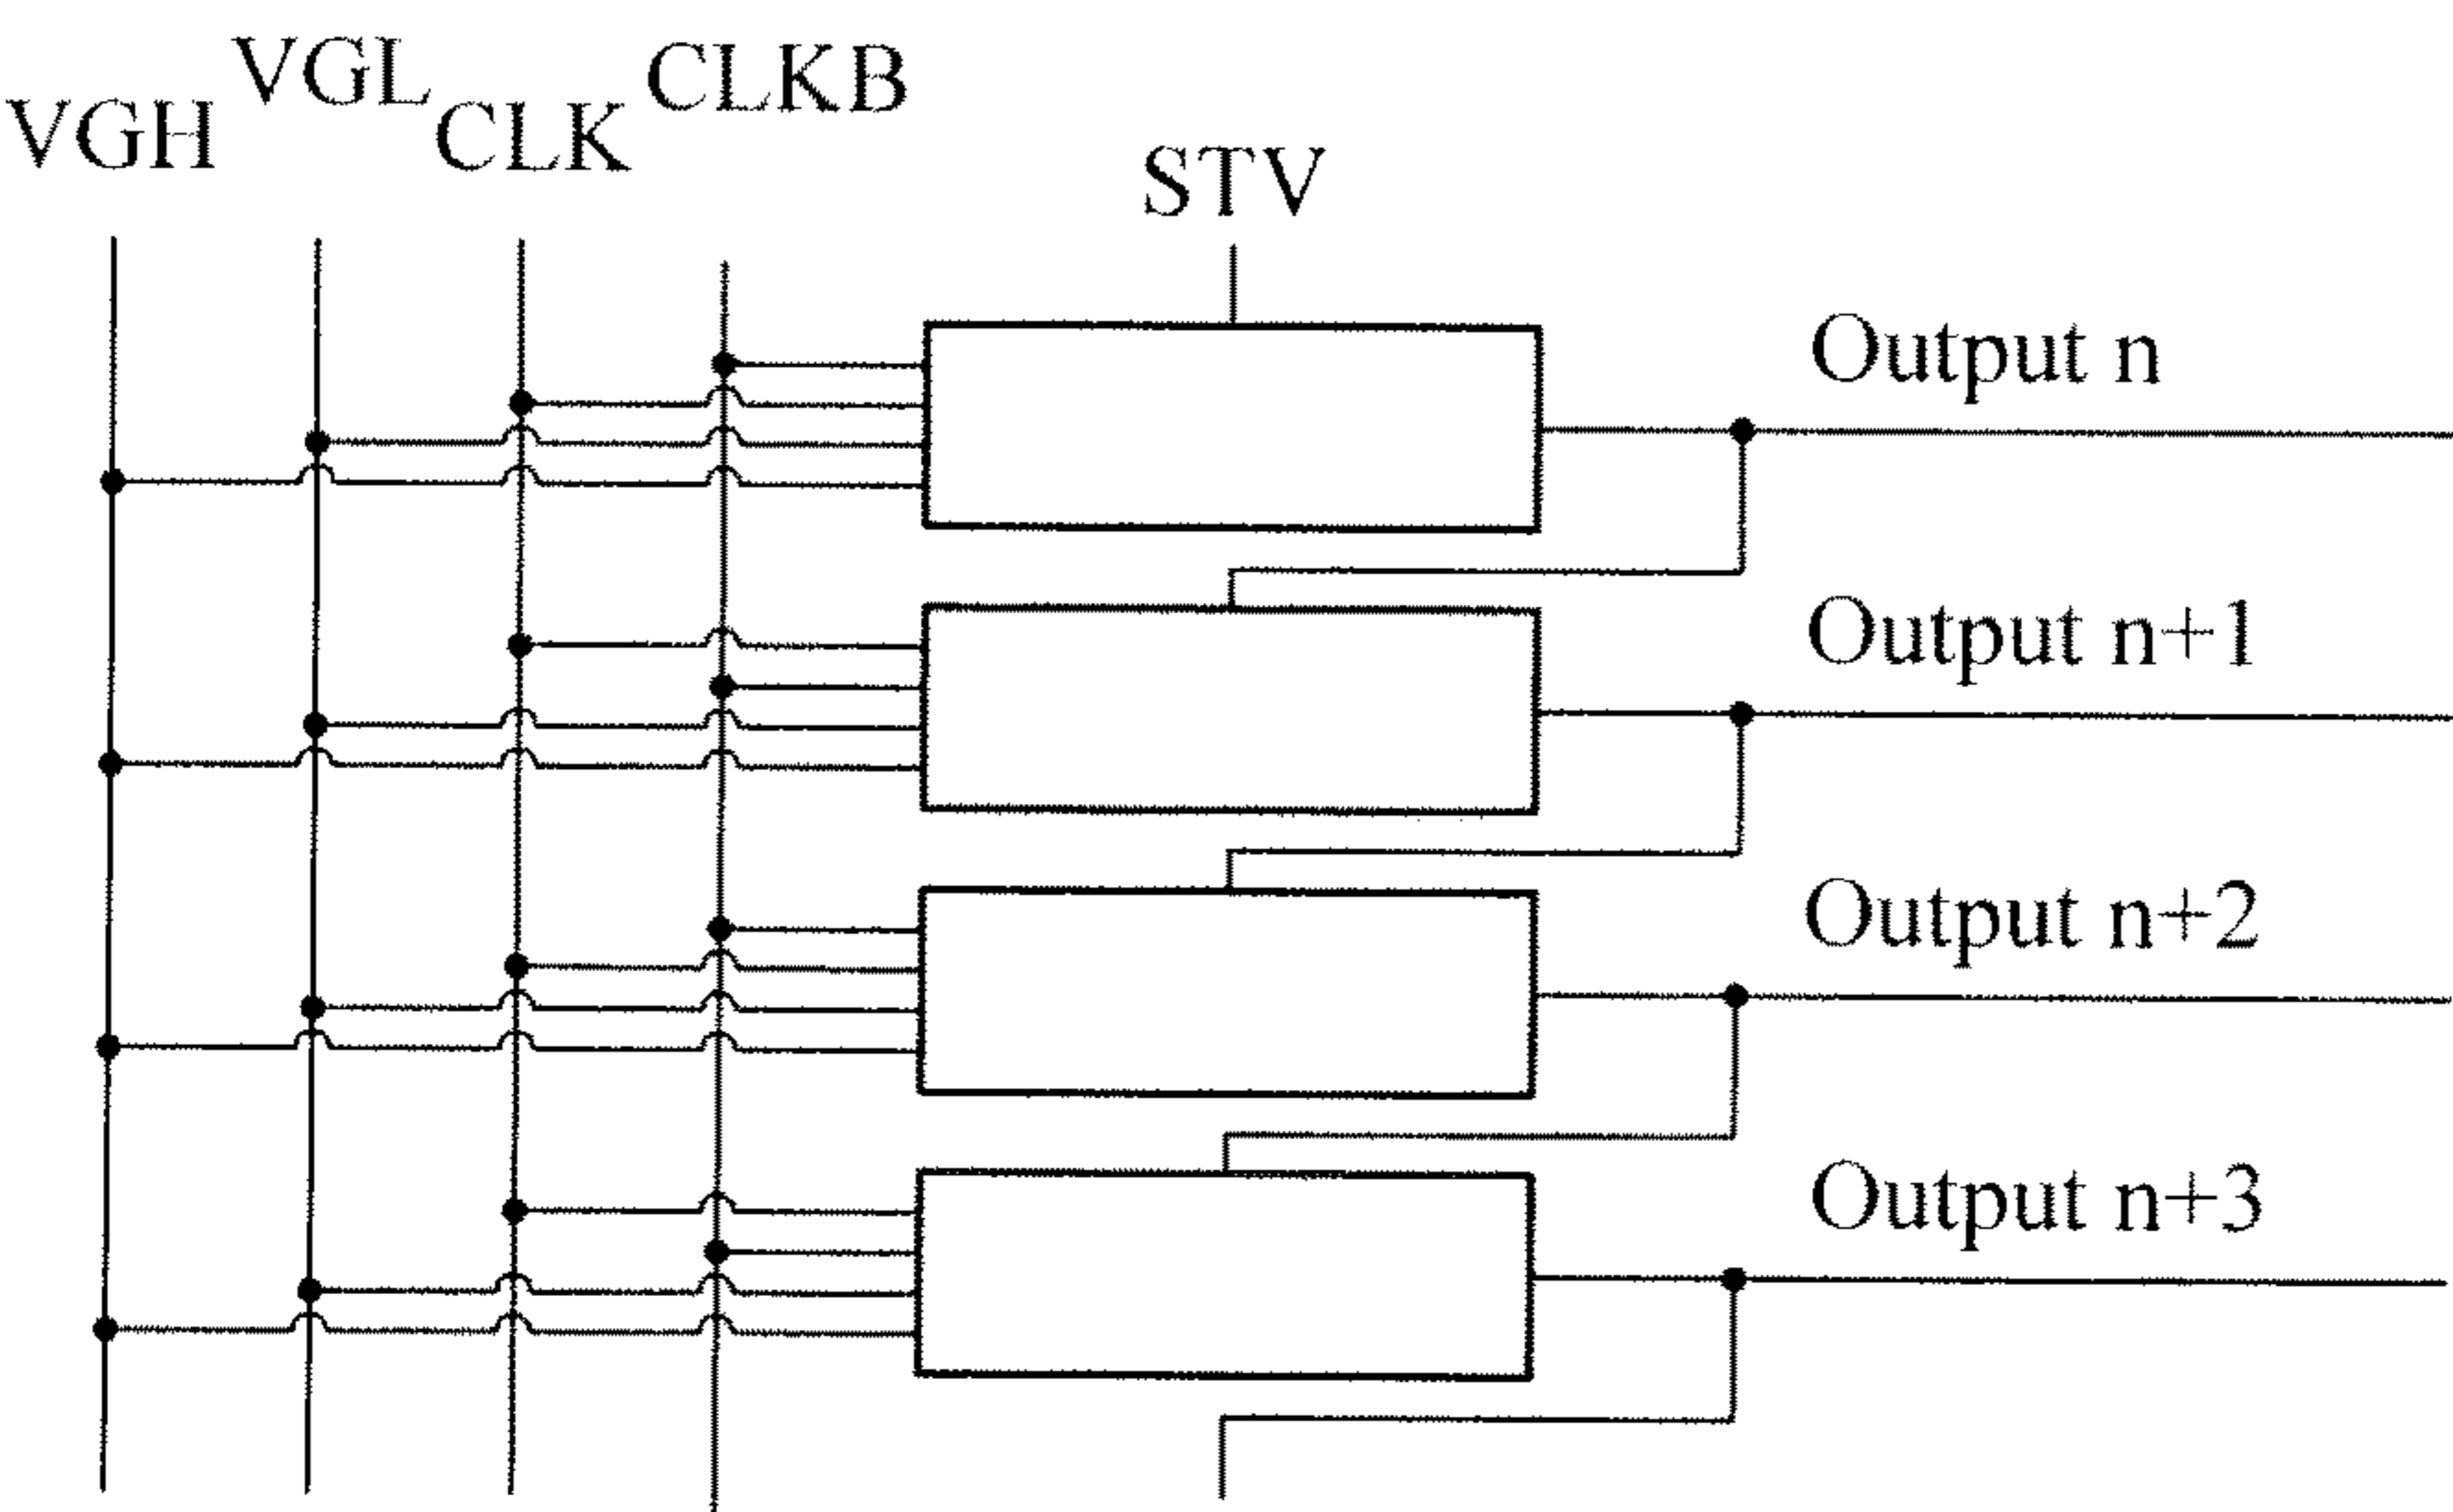 VGH
VGL
CLK
CLKB
STV
Output n
Output n+1
Output n+2
Output n+3